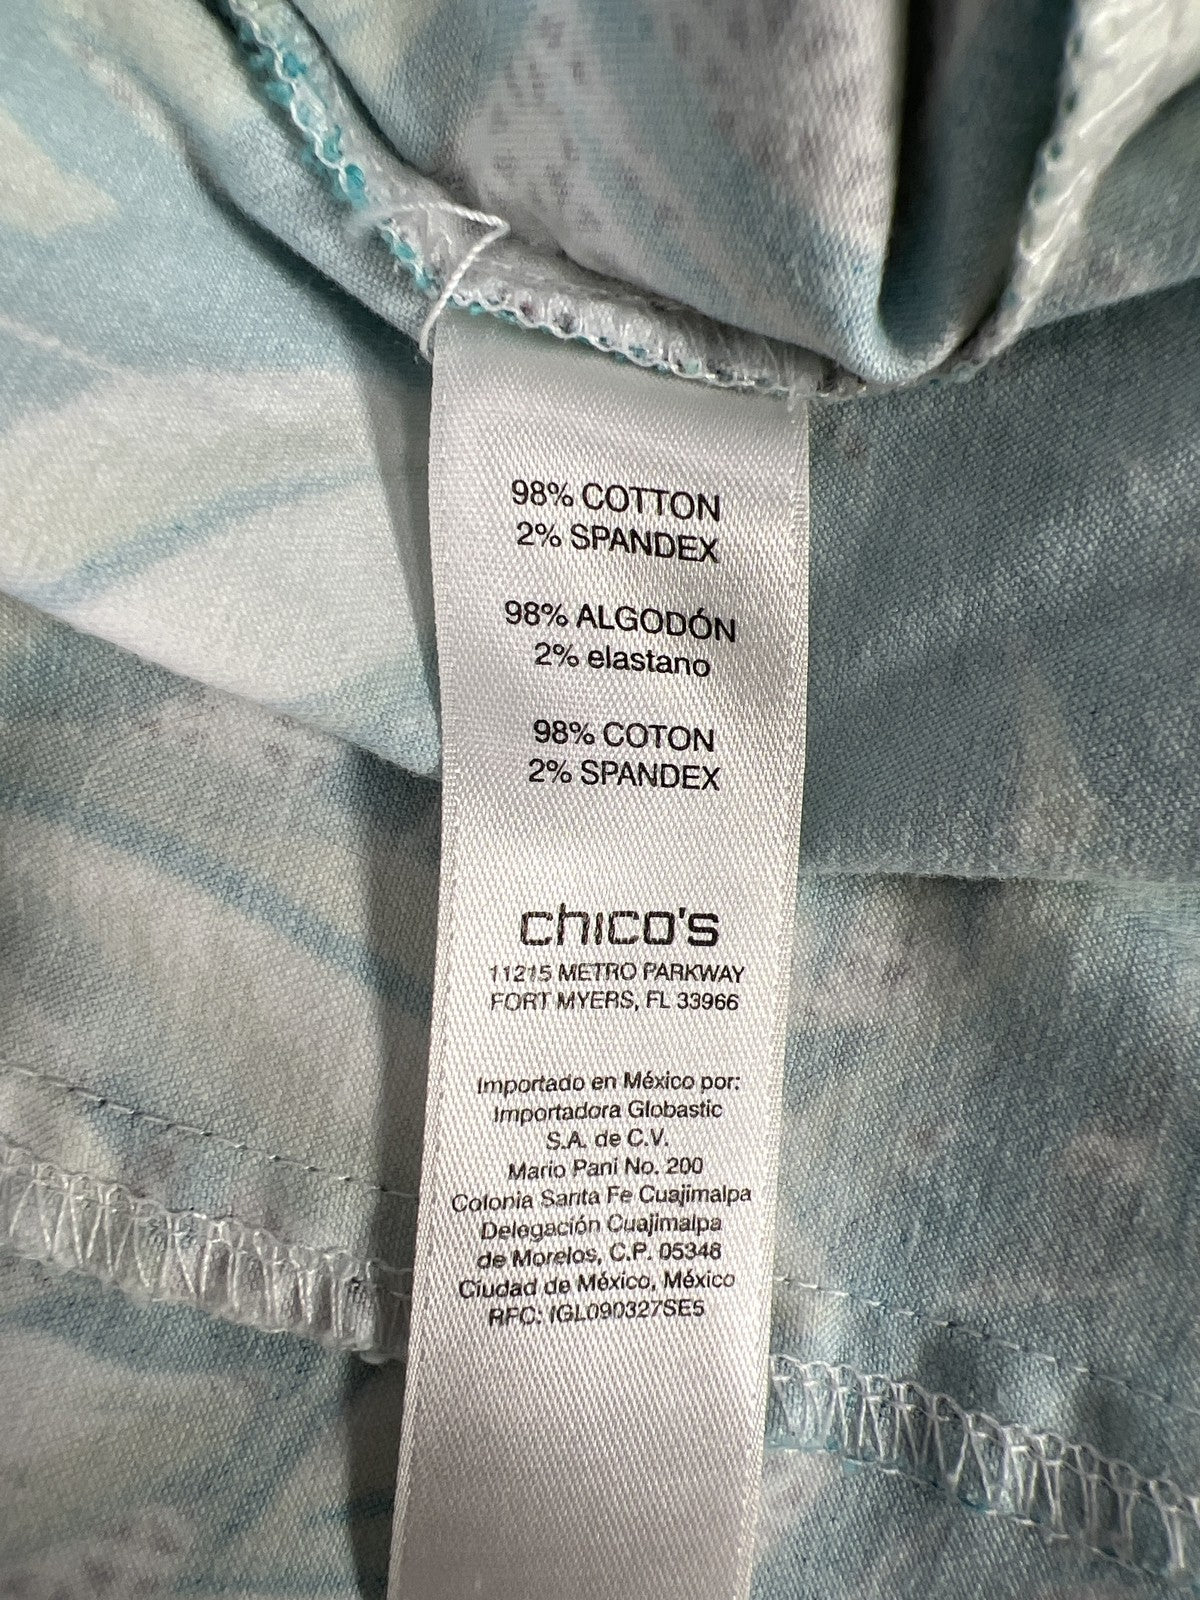 98% COTTON
2% SPANDEX
98% ALGODÓN
2% elastano
98% COTON
2% SPANDEX
chico's
11215 METRO PARKWAY
FORT MYERS, FL 33966
Importado en México por:
Importadora Globastic
S.A. de C.V.
Mario Pani No. 200
Colonia Santa Fe Cuajimalpa
Delegación Cuajimalpa
de Morelos, C.P. 05348
Ciudad de México, México
RFC: IGL090327SE5